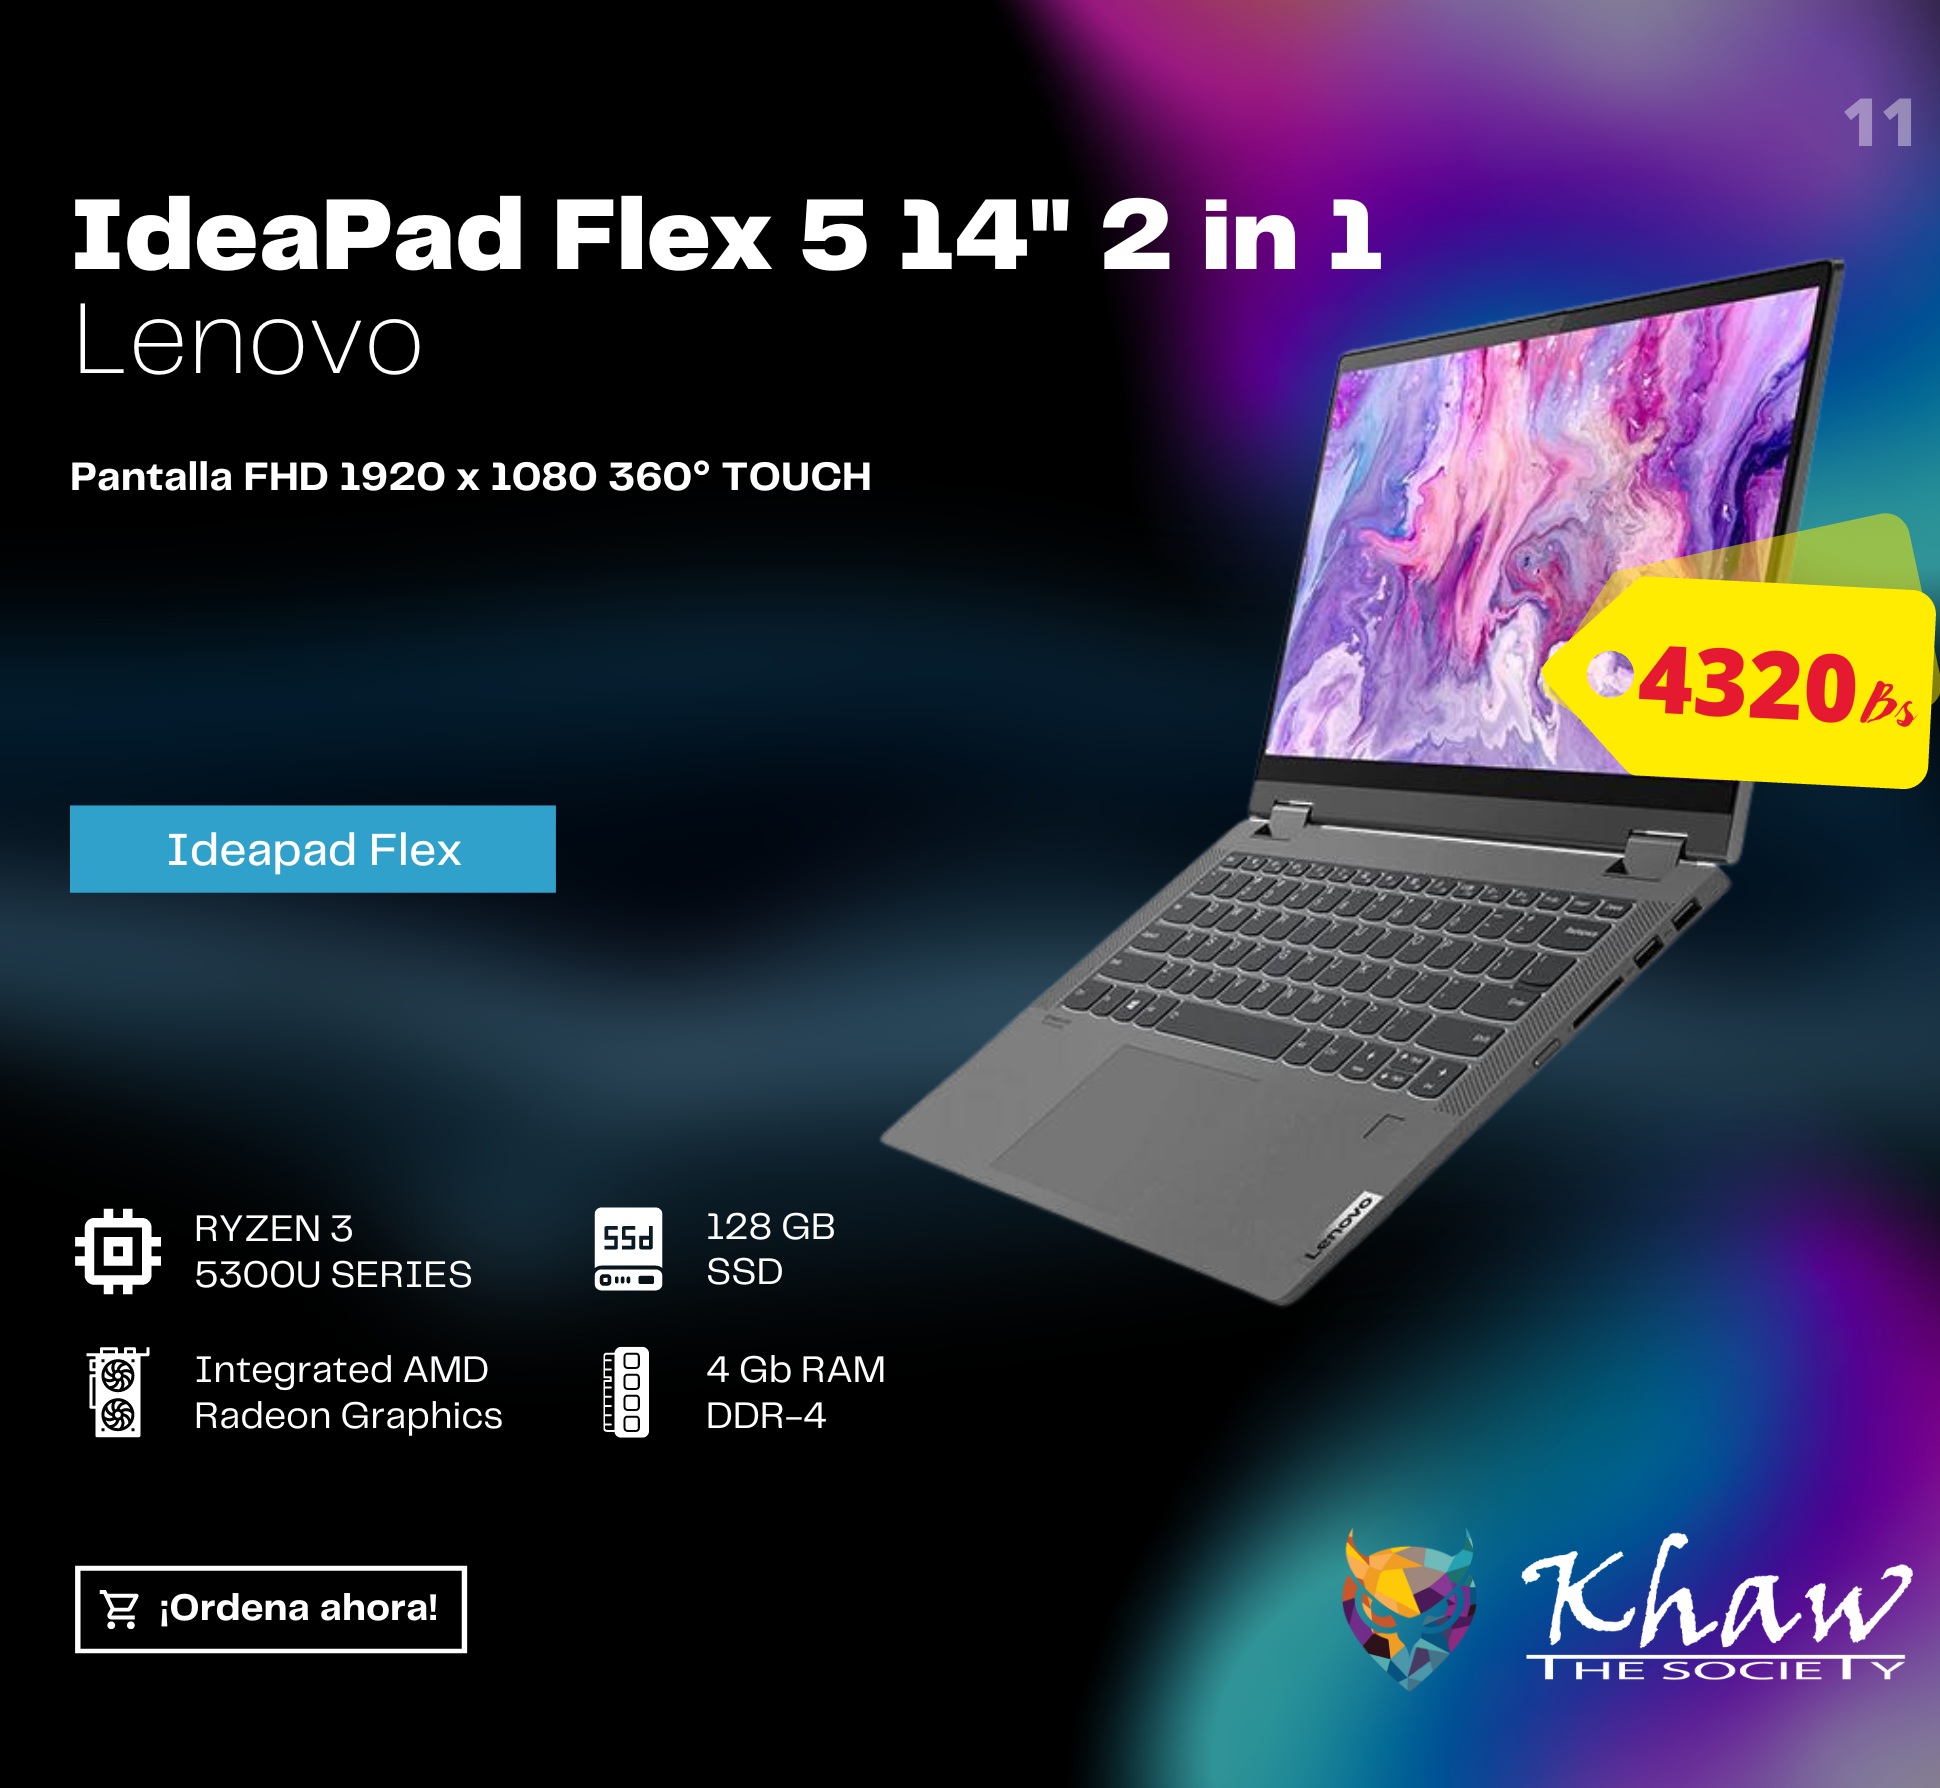 11
IdeaPad Flex 5 14" 2 in 1
Lenovo
Pantalla FHD 1920 x 1080 360° TOUCH
4320 Bs
Ideapad Flex
RYZEN 3
5300U SERIES
ssd
128 GB
SSD
Integrated AMD
Radeon Graphics
4 Gb RAM
DDR-4
Lenovo
¡Ordena ahora!
Khaw
THE SOCIETY